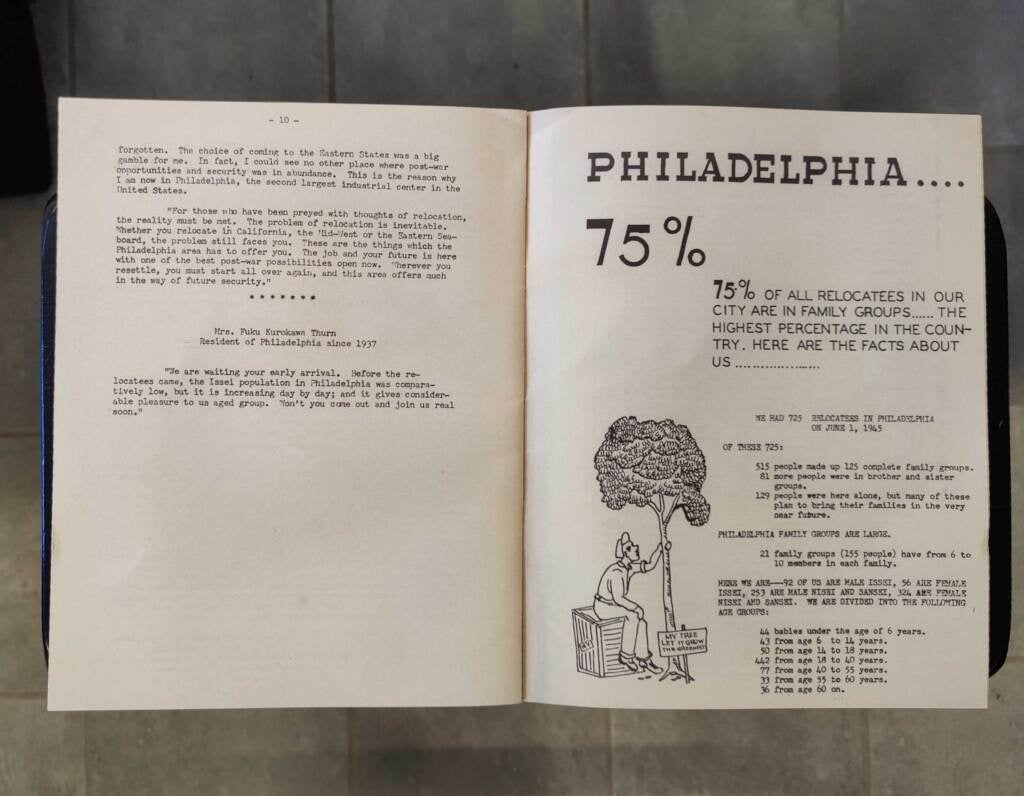 - 10 -
forgotten. The choice of coming to the Eastern States was a big
gamble for me. In fact, I could see no other place where post-war
opportunities and security was in abundance. This is the reason why
I am now in Philadelphia, the second largest industrial center in the
United States.
"For those who have been preyed with thoughts of relocation,
the reality must be met. The problem of relocation is inevitable.
Whether you relocate in California, the Mid-West or the Eastern Sea-
board, the problem still faces you. These are the things which the
Philadelphia area has to offer you. The job and your future is here
with one of the best post-war possibilities open now. Wherever you
resettle, you must start all over again, and this area offers much
in the way of future security."
* * * * * * *
Mrs. Fuku Kurokawa Thurn
Resident of Philadelphia since 1937
"We are waiting your early arrival. Before the re-
locatees came, the Issei population in Philadelphia was compara-
tively low, but it is increasing day by day; and it gives consider-
able pleasure to us aged group. Won't you come out and join us real
soon."
PHILADELPHIA....
75%
75% OF ALL RELOCATEES IN OUR
CITY ARE IN FAMILY GROUPS...... THE
HIGHEST PERCENTAGE IN THE COUN-
TRY. HERE ARE THE FACTS ABOUT
US ..................
WE HAD 725 RELOCATEES IN PHILADELPHIA
ON JUNE 1, 1945
OF THESE 725:
515 people made up 125 complete family groups.
81 more people were in brother and sister
groups.
129 people were here alone, but many of these
plan to bring their families in the very
near future.
PHILADELPHIA FAMILY GROUPS ARE LARGE.
21 family groups (155 people) have from 6 to
10 members in each family.
HERE WE ARE--92 OF US ARE MALE ISSEI, 56 ARE FEMALE
ISSEI, 253 ARE MALE NISEI AND SANSEI, 324 ARE FEMALE
NISEI AND SANSEI. WE ARE DIVIDED INTO THE FOLLOWING
AGE GROUPS:
44 babies under the age of 6 years.
43 from age 6 to 14 years.
50 from age 14 to 18 years.
442 from age 18 to 40 years.
77 from age 40 to 55 years.
33 from age 55 to 60 years.
36 from age 60 on.
MY TREE
LET IT GROW